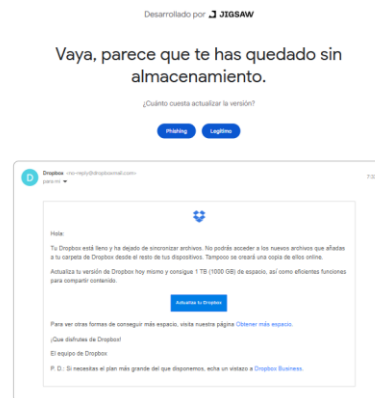 Desarrollado por JIGSAW
Vaya, parece que te has quedado sin
almacenamiento.
¿Cuánto cuesta actualizar la versión?
Phishing Legítimo
D
Dropbox <no-reply@dropboxmail.com>
para mí
Hola:
Tu Dropbox está lleno y ha dejado de sincronizar archivos. No podrás acceder a los nuevos archivos que añadas
a tu carpeta de Dropbox desde el resto de tus dispositivos. Tampoco se creará una copia de ellos online.
Actualiza tu versión de Dropbox hoy mismo y consigue 1 TB (1000 GB) de espacio, así como eficientes funciones
para compartir contenido.
Actualiza tu Dropbox
Para ver otras formas de conseguir más espacio, visita nuestra página Obtener más espacio.
¡Que disfrutes de Dropbox!
El equipo de Dropbox
P. D.: Si necesitas el plan más grande del que disponemos, echa un vistazo a Dropbox Business.